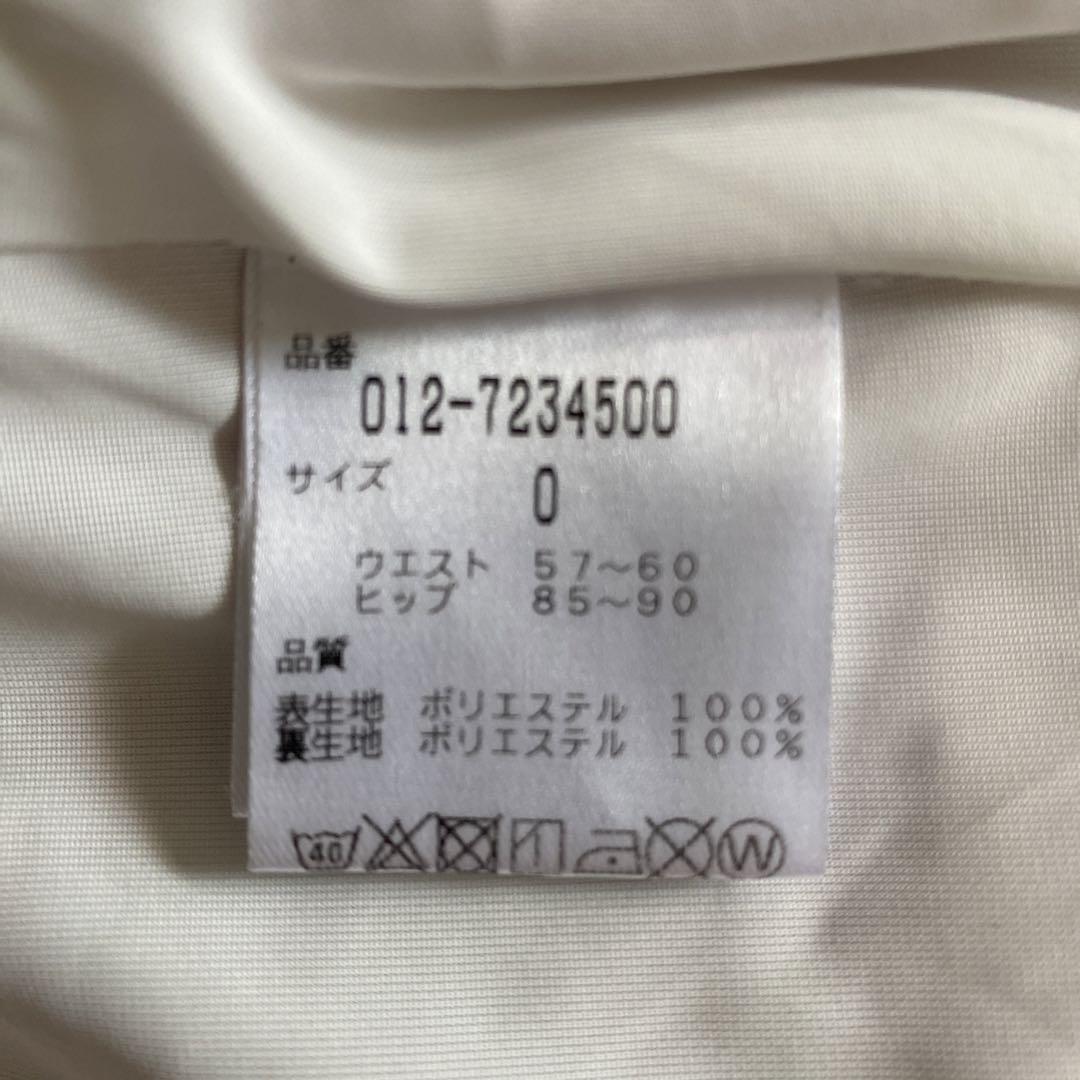 品番
012-7234500
サイズ 0
ウエスト 57~60
ヒップ 85~90
品質
表生地 ポリエステル 100%
裏生地 ポリエステル 100%
40 W